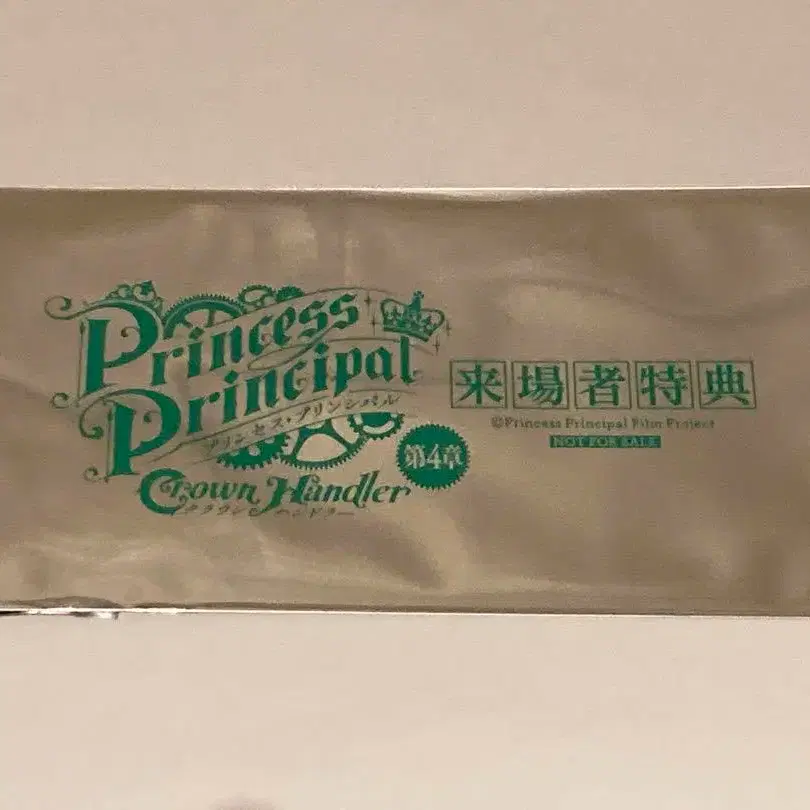 Princess
Principal
プリンセス・プリンシパル
Crown Handler
クラウン ハンドラー
第4章
来場者特典
©Princess Principal Film Project
NOT FOR SALE